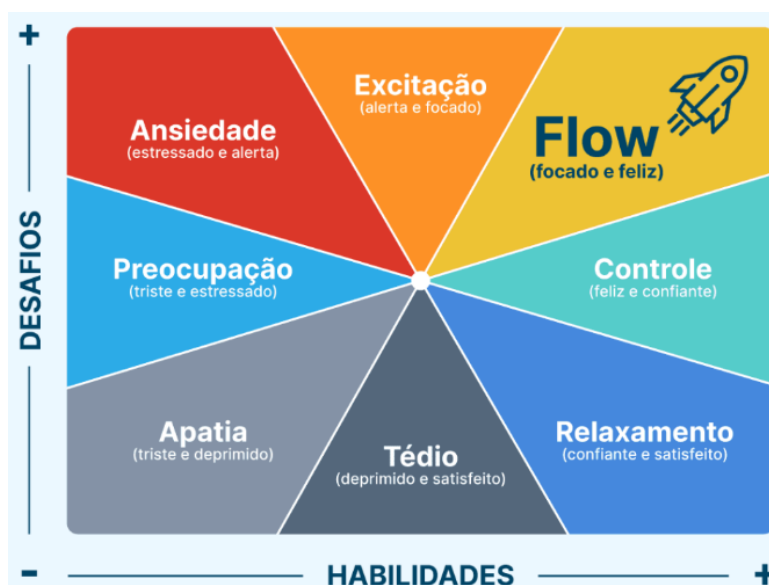 +
Excitação
(alerta e focado)
Ansiedade
(estressado e alerta)
Flow
(focado e feliz)
DESAFIOS
Preocupação
(triste e estressado)
Controle
(feliz e confiante)
Apatia
(triste e deprimido)
Tédio
(deprimido e satisfeito)
Relaxamento
(confiante e satisfeito)
-
HABILIDADES
+